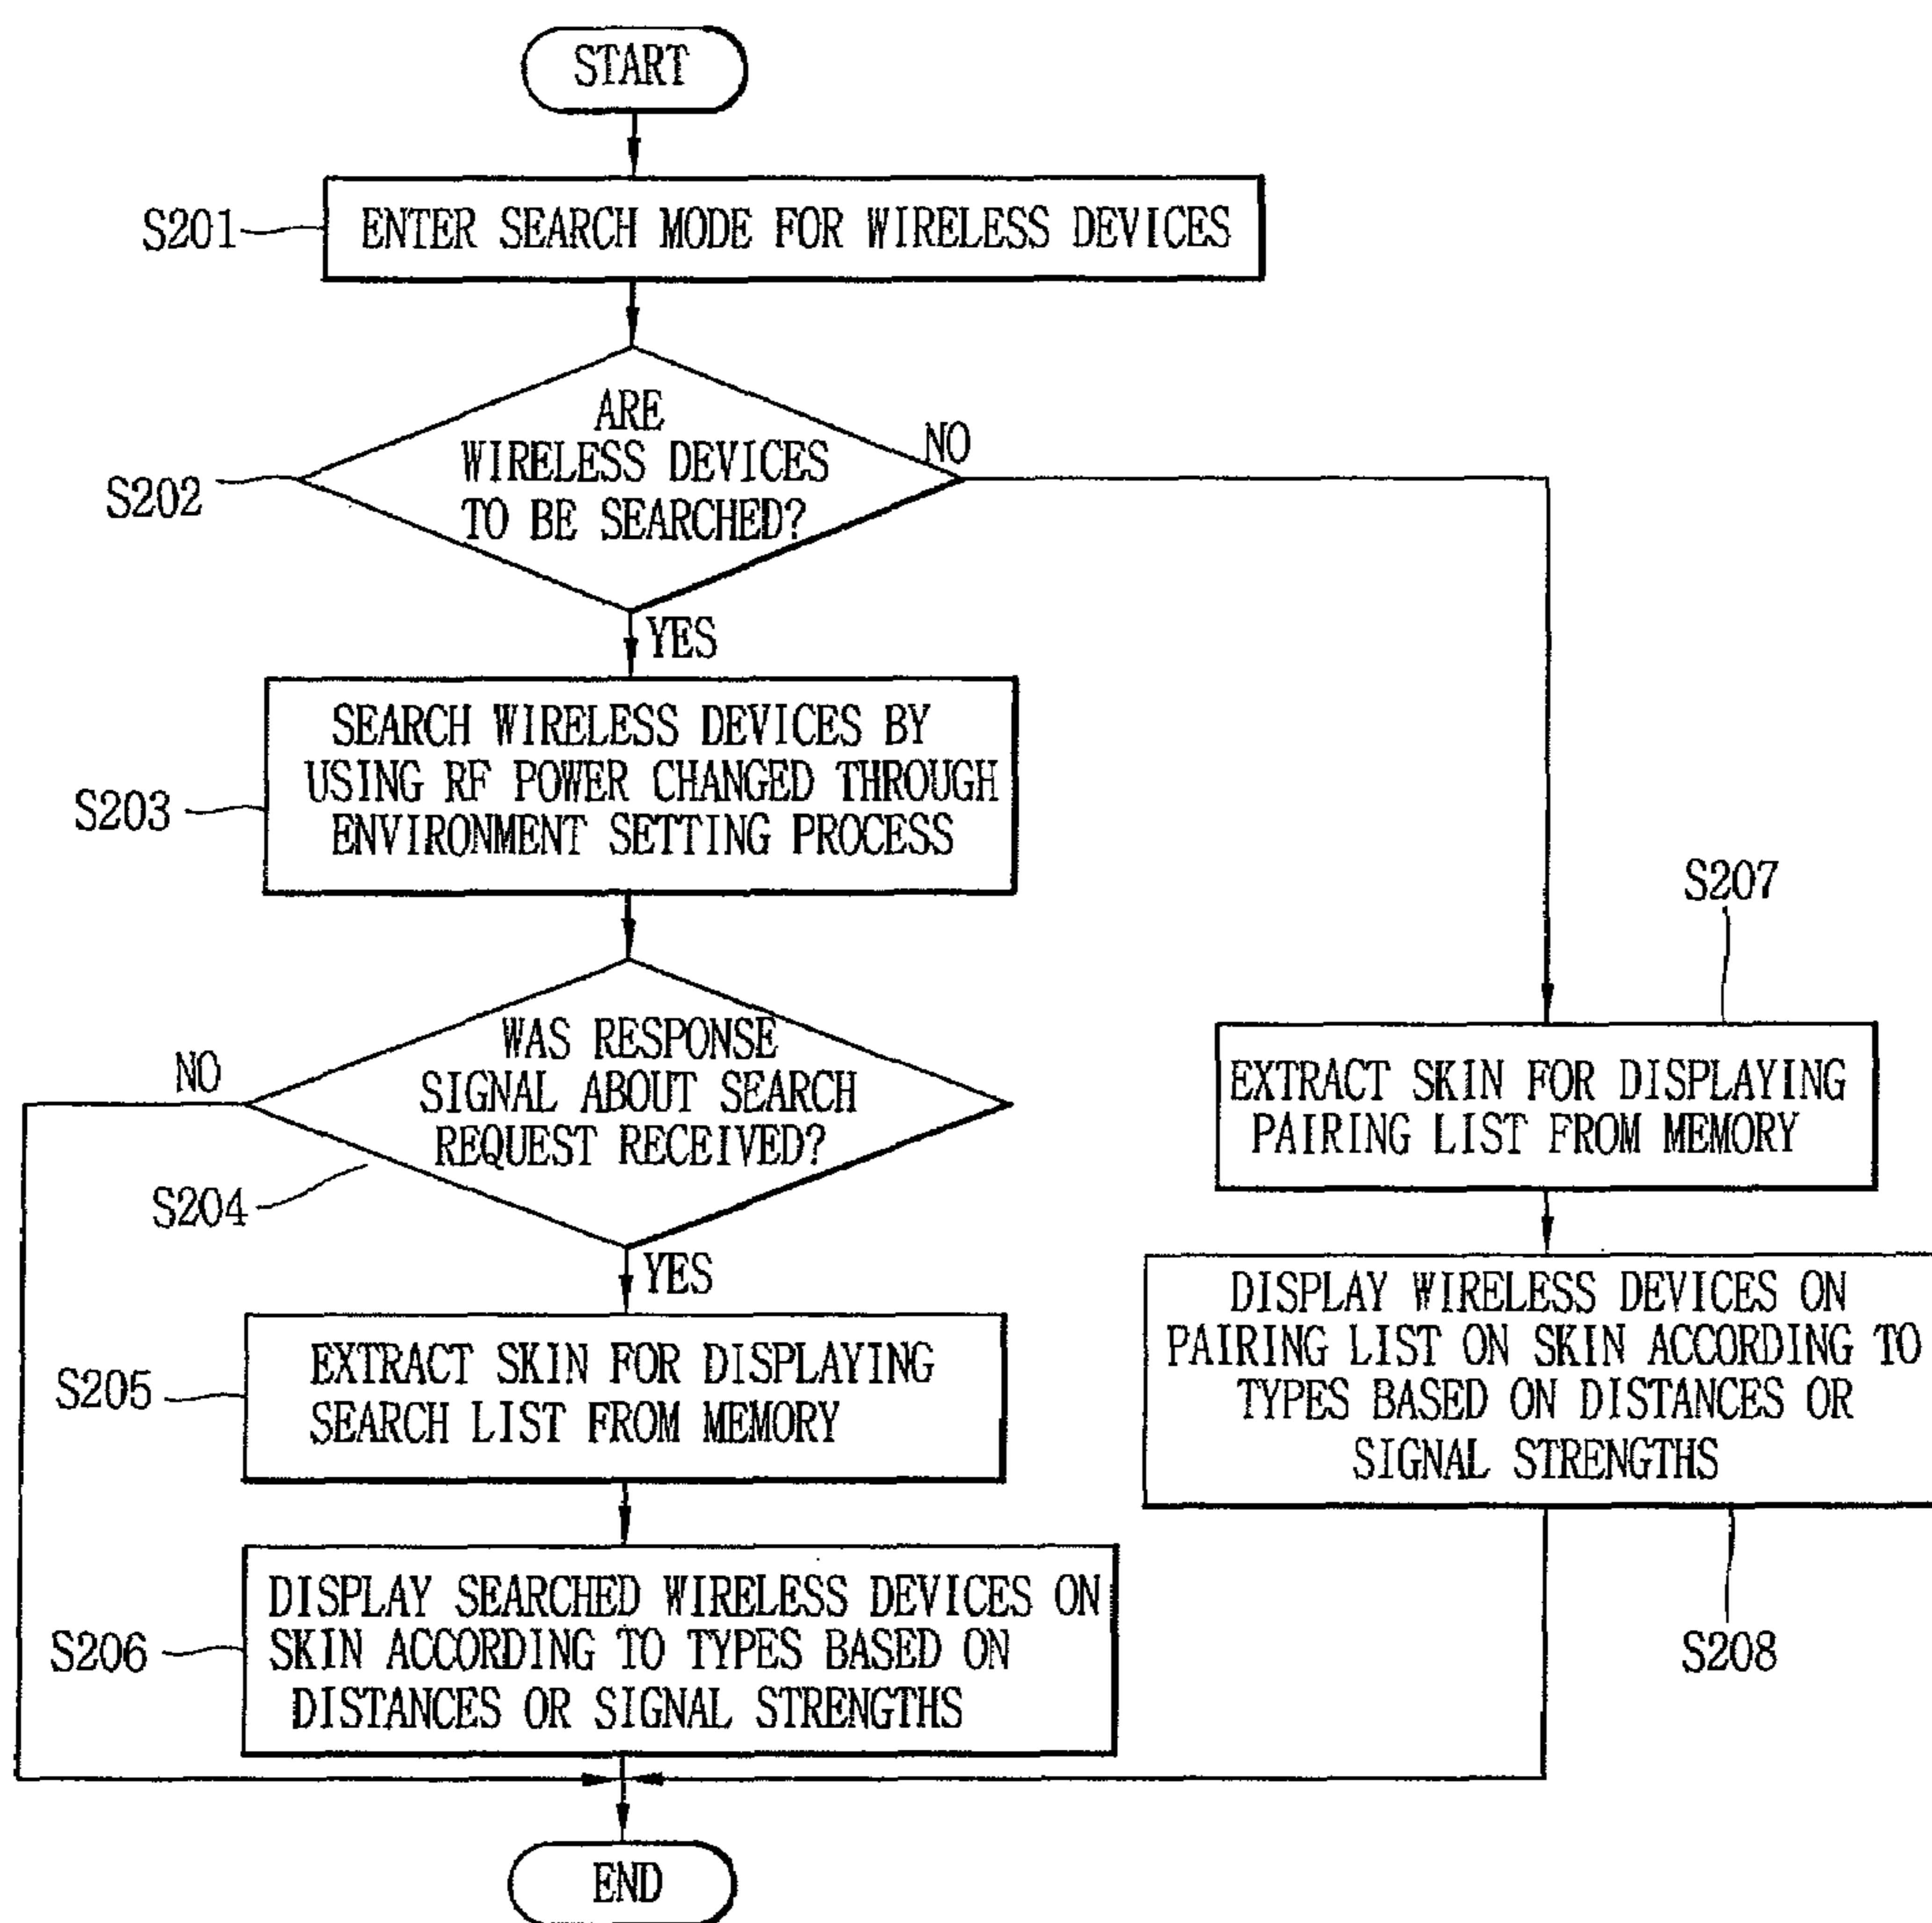 START
S201
ENTER SEARCH MODE FOR WIRELESS DEVICES
S202
ARE
WIRELESS DEVICES
TO BE SEARCHED?
NO
YES
S203
SEARCH WIRELESS DEVICES BY
USING RF POWER CHANGED THROUGH
ENVIRONMENT SETTING PROCESS
S204
WAS RESPONSE
SIGNAL ABOUT SEARCH
REQUEST RECEIVED?
NO
YES
S205
EXTRACT SKIN FOR DISPLAYING
SEARCH LIST FROM MEMORY
S206
DISPLAY SEARCHED WIRELESS DEVICES ON
SKIN ACCORDING TO TYPES BASED ON
DISTANCES OR SIGNAL STRENGTHS
S207
EXTRACT SKIN FOR DISPLAYING
PAIRING LIST FROM MEMORY
DISPLAY WIRELESS DEVICES ON
PAIRING LIST ON SKIN ACCORDING TO
TYPES BASED ON DISTANCES OR
SIGNAL STRENGTHS
S208
END